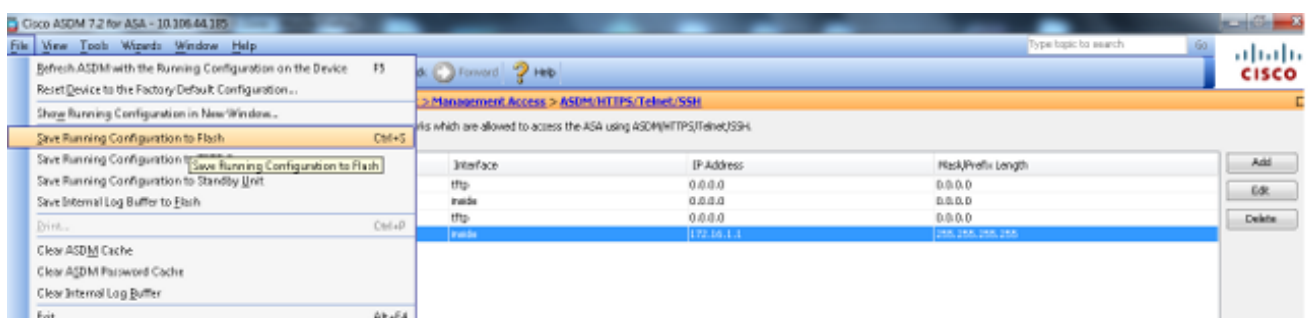 Cisco ASDM 7.2 for ASA - 10.106.44.185
File View Tools Wizards Window Help
Type topic to search Go
Refresh ASDM with the Running Configuration on the Device F5
Reset Device to the Factory Default Configuration...
Show Running Configuration in New Window...
Save Running Configuration to Flash Ctrl+S
Save Running Configuration to
Save Running Configuration to Flash
Save Running Configuration to Standby Unit
Save Internal Log Buffer to Flash
Print... Ctrl+P
Clear ASDM Cache
Clear ASDM Password Cache
Clear Internal Log Buffer
Exit Alt+F4
Forward Help
CISCO
> Management Access > ASDM/HTTPS/Telnet/SSH
which are allowed to access the ASA using ASDM/HTTPS/Telnet/SSH.
Interface IP Address Mask/Prefix Length
tftp 0.0.0.0 0.0.0.0
inside 0.0.0.0 0.0.0.0
tftp 0.0.0.0 0.0.0.0
inside 172.16.1.1 255.255.255.255
Add
Edit
Delete